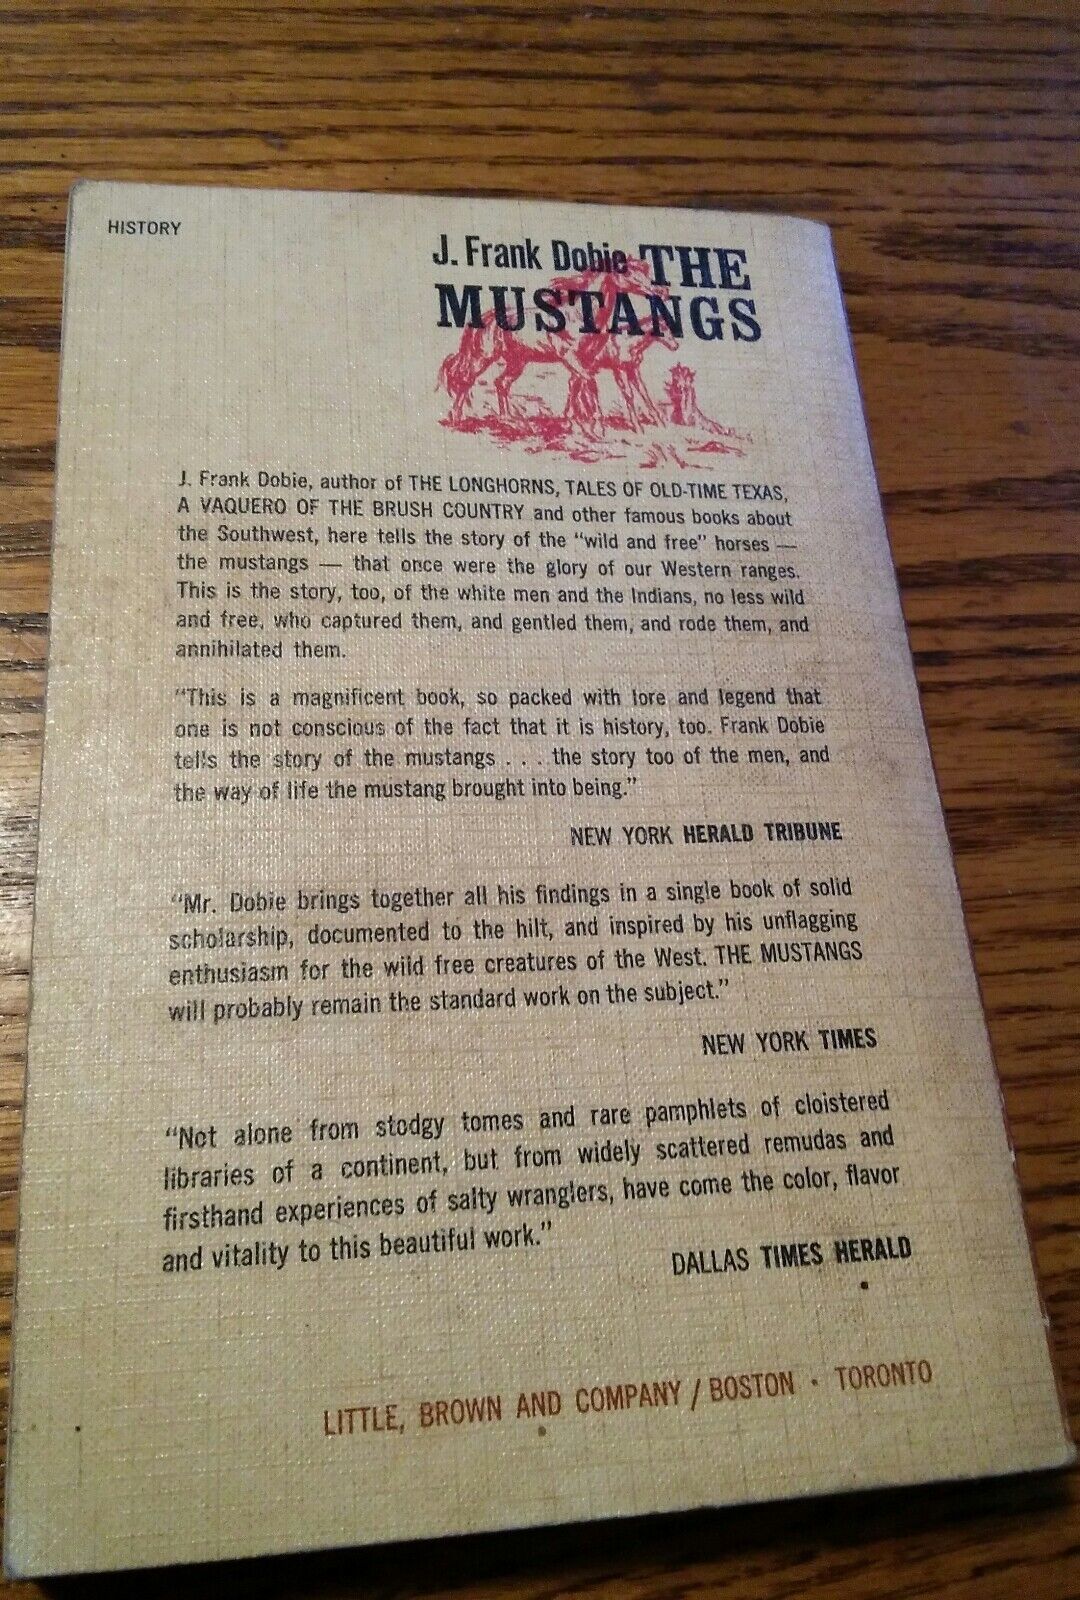 HISTORY
J. Frank Dobie THE
MUSTANGS
J. Frank Dobie, author of THE LONGHORNS, TALES OF OLD-TIME TEXAS,
A VAQUERO OF THE BRUSH COUNTRY and other famous books about
the Southwest, here tells the story of the "wild and free" horses —
the mustangs — that once were the glory of our Western ranges.
This is the story, too, of the white men and the Indians, no less wild
and free, who captured them, and gentled them, and rode them, and
annihilated them.
"This is a magnificent book, so packed with lore and legend that
one is not conscious of the fact that it is history, too. Frank Dobie
tells the story of the mustangs . . . the story too of the men, and
the way of life the mustang brought into being."
NEW YORK HERALD TRIBUNE
"Mr. Dobie brings together all his findings in a single book of solid
scholarship, documented to the hilt, and inspired by his unflagging
enthusiasm for the wild free creatures of the West. THE MUSTANGS
will probably remain the standard work on the subject."
NEW YORK TIMES
"Not alone from stodgy tomes and rare pamphlets of cloistered
libraries of a continent, but from widely scattered remudas and
firsthand experiences of salty wranglers, have come the color, flavor
and vitality to this beautiful work."
DALLAS TIMES HERALD
LITTLE, BROWN AND COMPANY / BOSTON · TORONTO